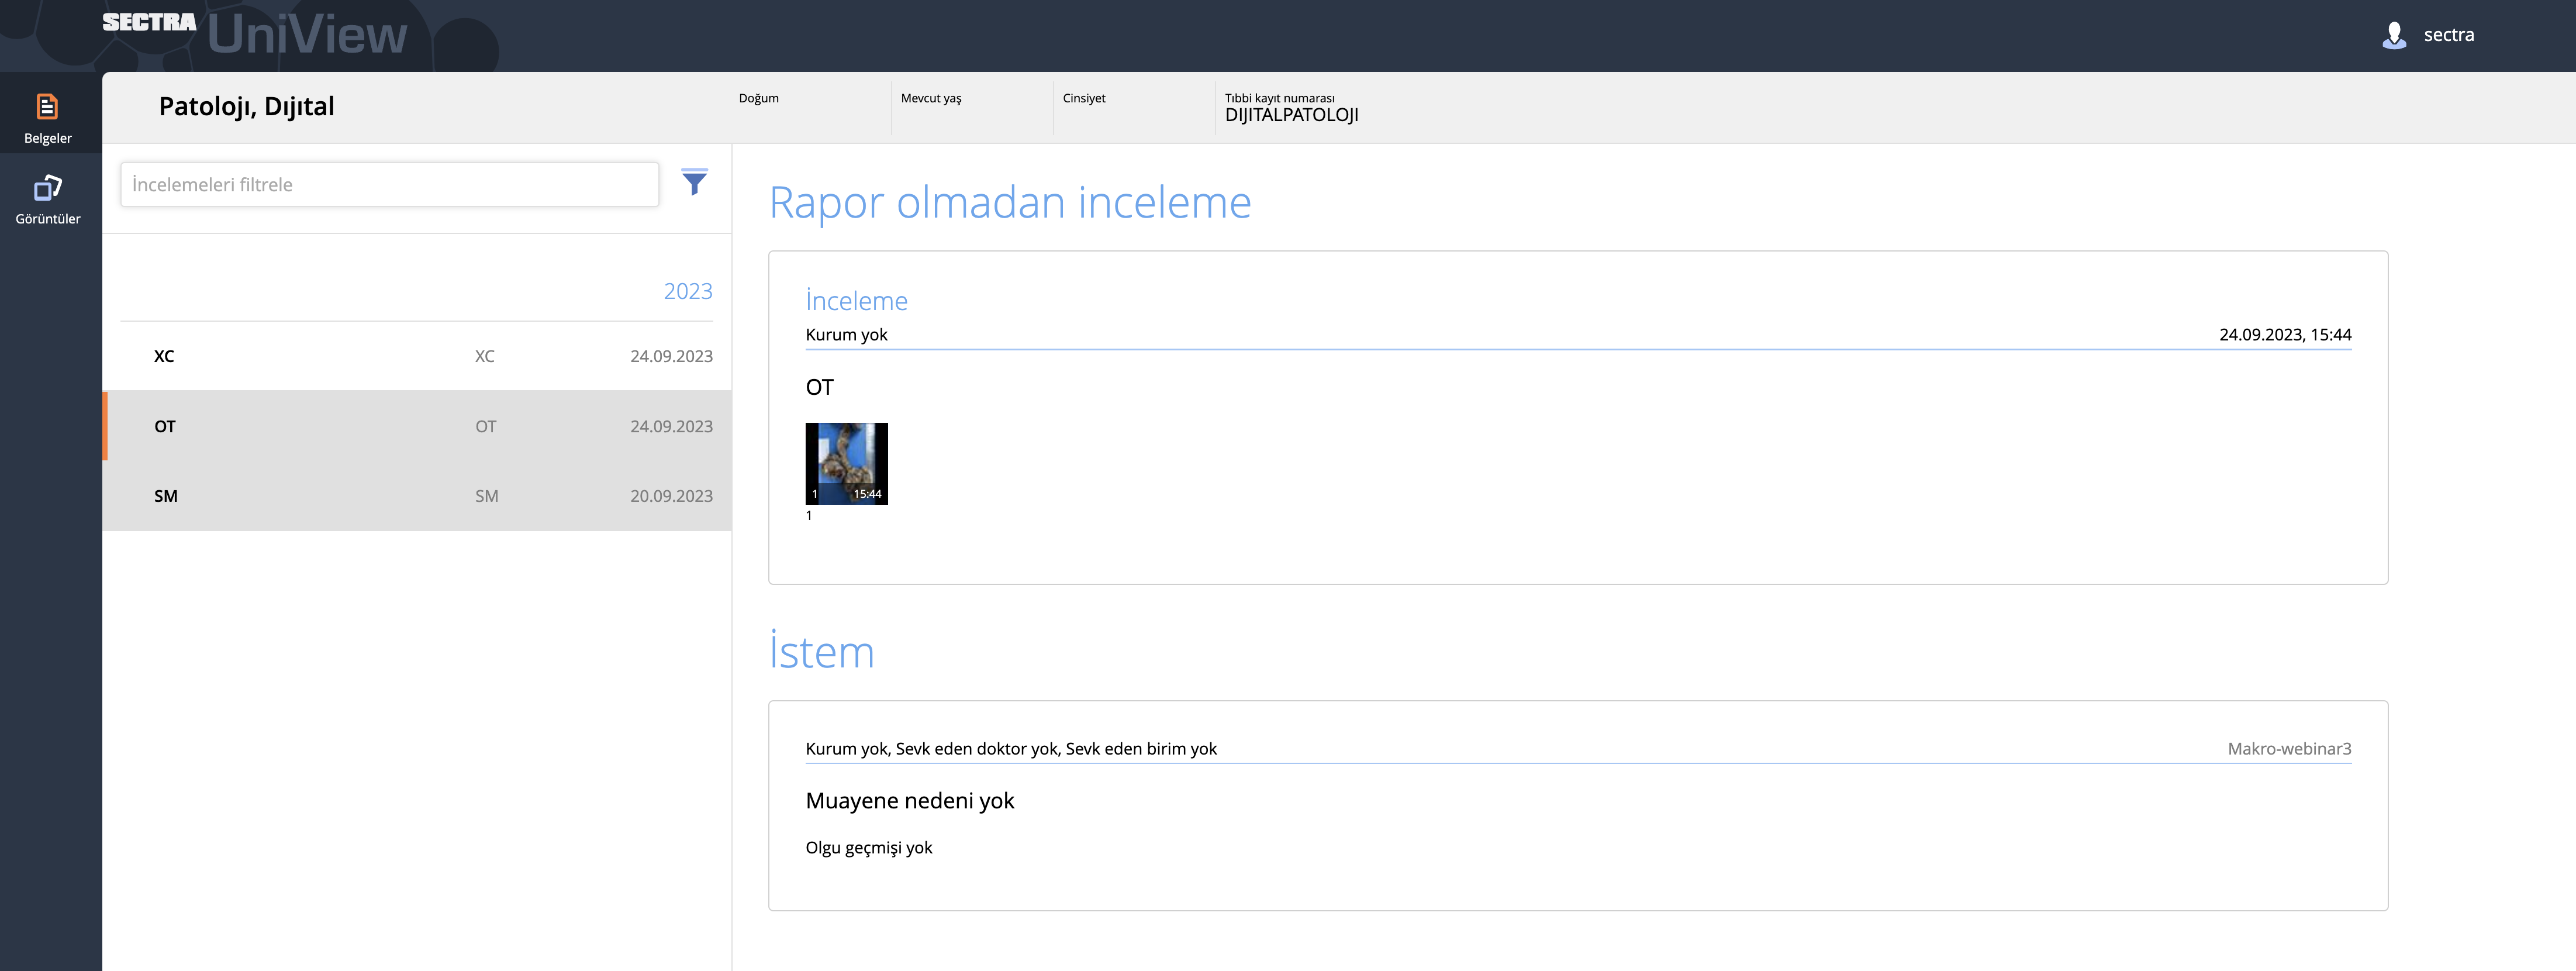 SECTRA UniView
sectra
Belgeler
Görüntüler
Patolojı, Dıjıtal
Doğum
Mevcut yaş
Cinsiyet
Tıbbi kayıt numarası
DIJITALPATOLOJI
İncelemeleri filtrele
2023
XC XC 24.09.2023
OT OT 24.09.2023
SM SM 20.09.2023
Rapor olmadan inceleme
İnceleme
Kurum yok 24.09.2023, 15:44
OT
1 15:44
1
İstem
Kurum yok, Sevk eden doktor yok, Sevk eden birim yok Makro-webinar3
Muayene nedeni yok
Olgu geçmişi yok